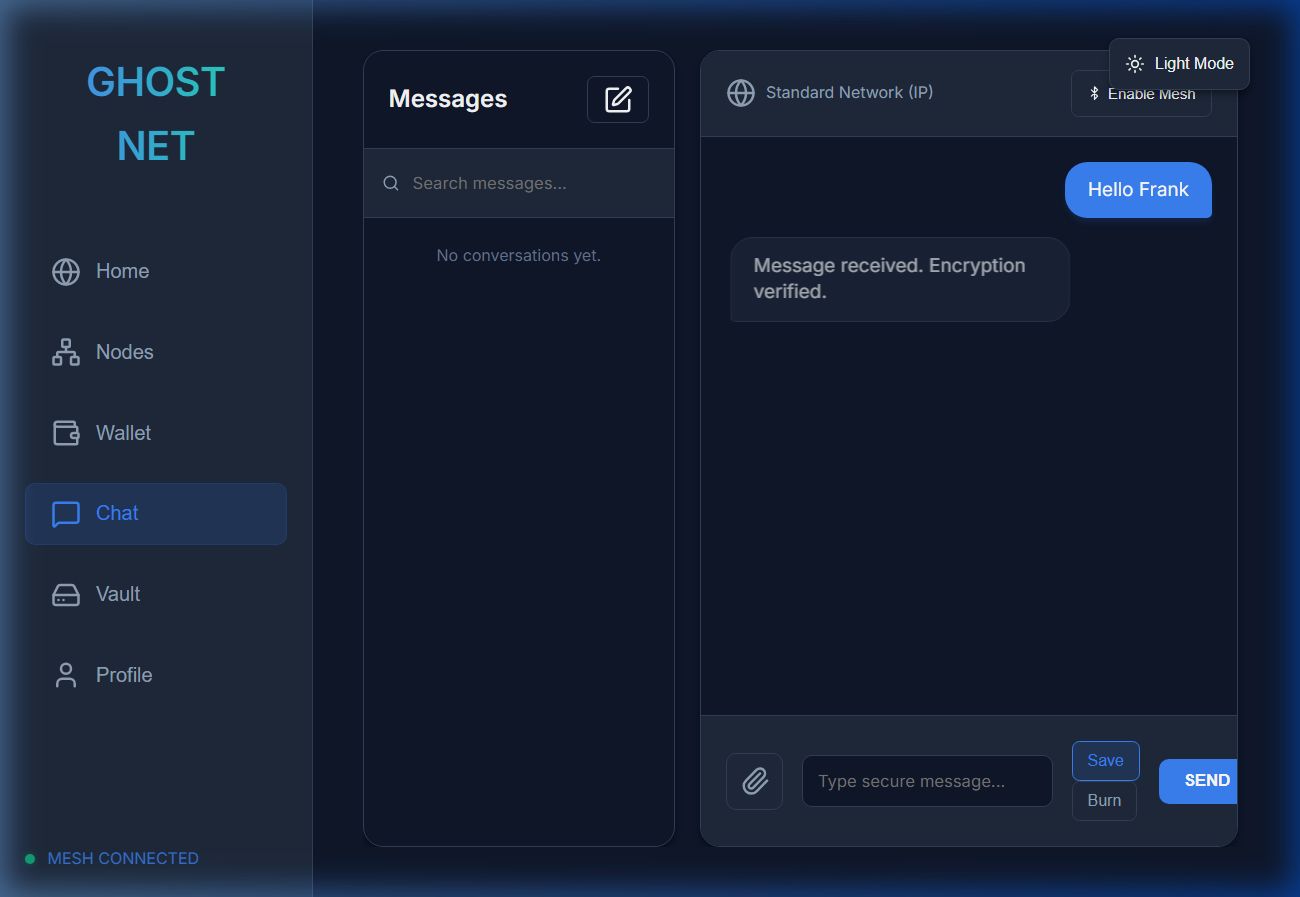 GHOST
NET
Home
Nodes
Wallet
Chat
Vault
Profile
MESH CONNECTED
Messages
Search messages...
No conversations yet.
Standard Network (IP)
Light Mode
Enable Mesh
Hello Frank
Message received. Encryption
verified.
Type secure message...
Save
Burn
SEND